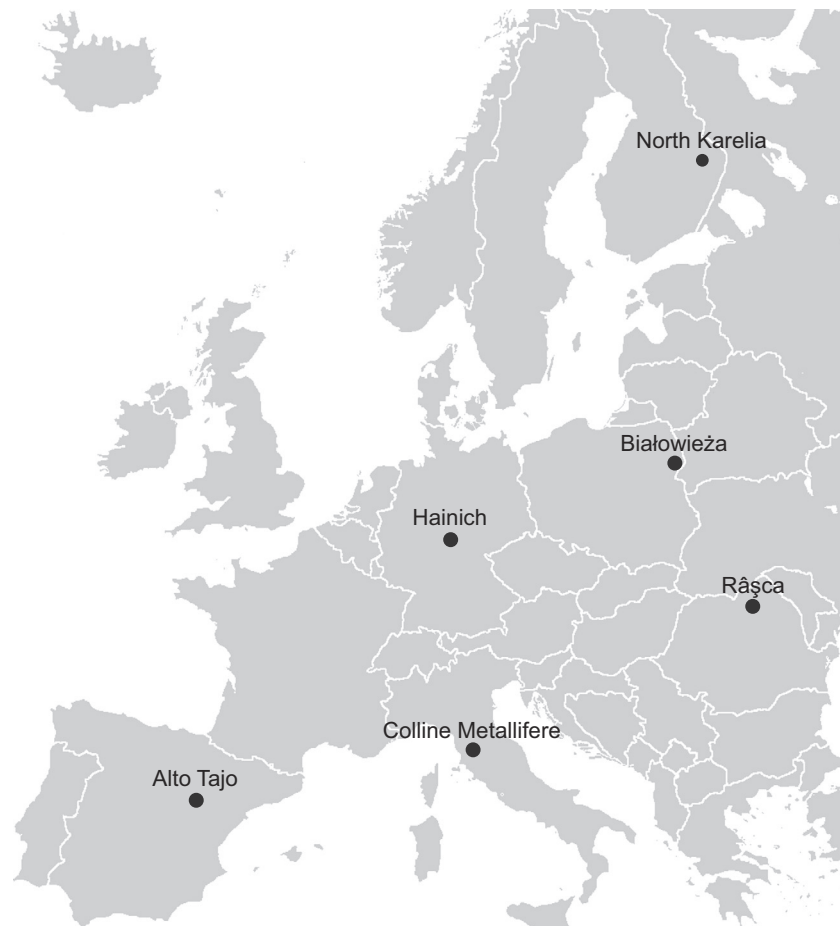 North Karelia
Białowieża
Hainich
Râşca
Colline Metallifere
Alto Tajo